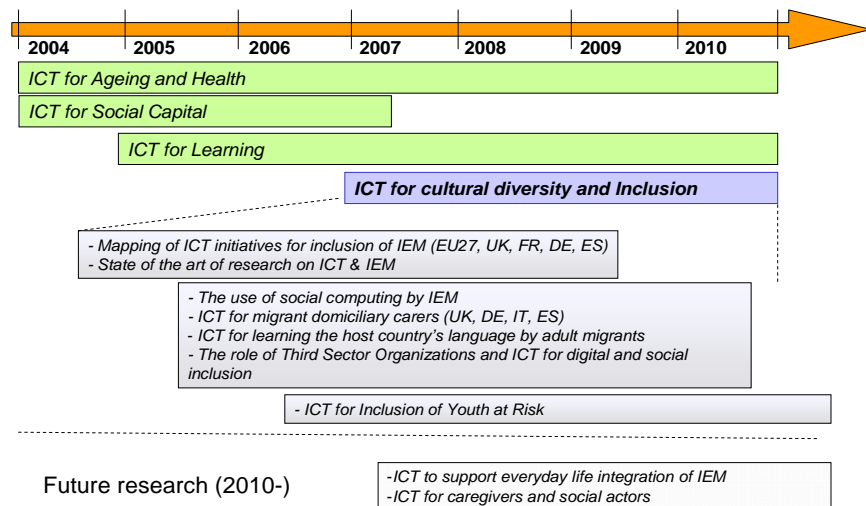 2004 2005 2006 2007 2008 2009 2010
ICT for Ageing and Health
ICT for Social Capital
ICT for Learning
ICT for cultural diversity and Inclusion
- Mapping of ICT initiatives for inclusion of IEM (EU27, UK, FR, DE, ES)
- State of the art of research on ICT & IEM
- The use of social computing by IEM
- ICT for migrant domiciliary carers (UK, DE, IT, ES)
- ICT for learning the host country's language by adult migrants
- The role of Third Sector Organizations and ICT for digital and social
inclusion
- ICT for Inclusion of Youth at Risk
Future research (2010-)
-ICT to support everyday life integration of IEM
-ICT for caregivers and social actors